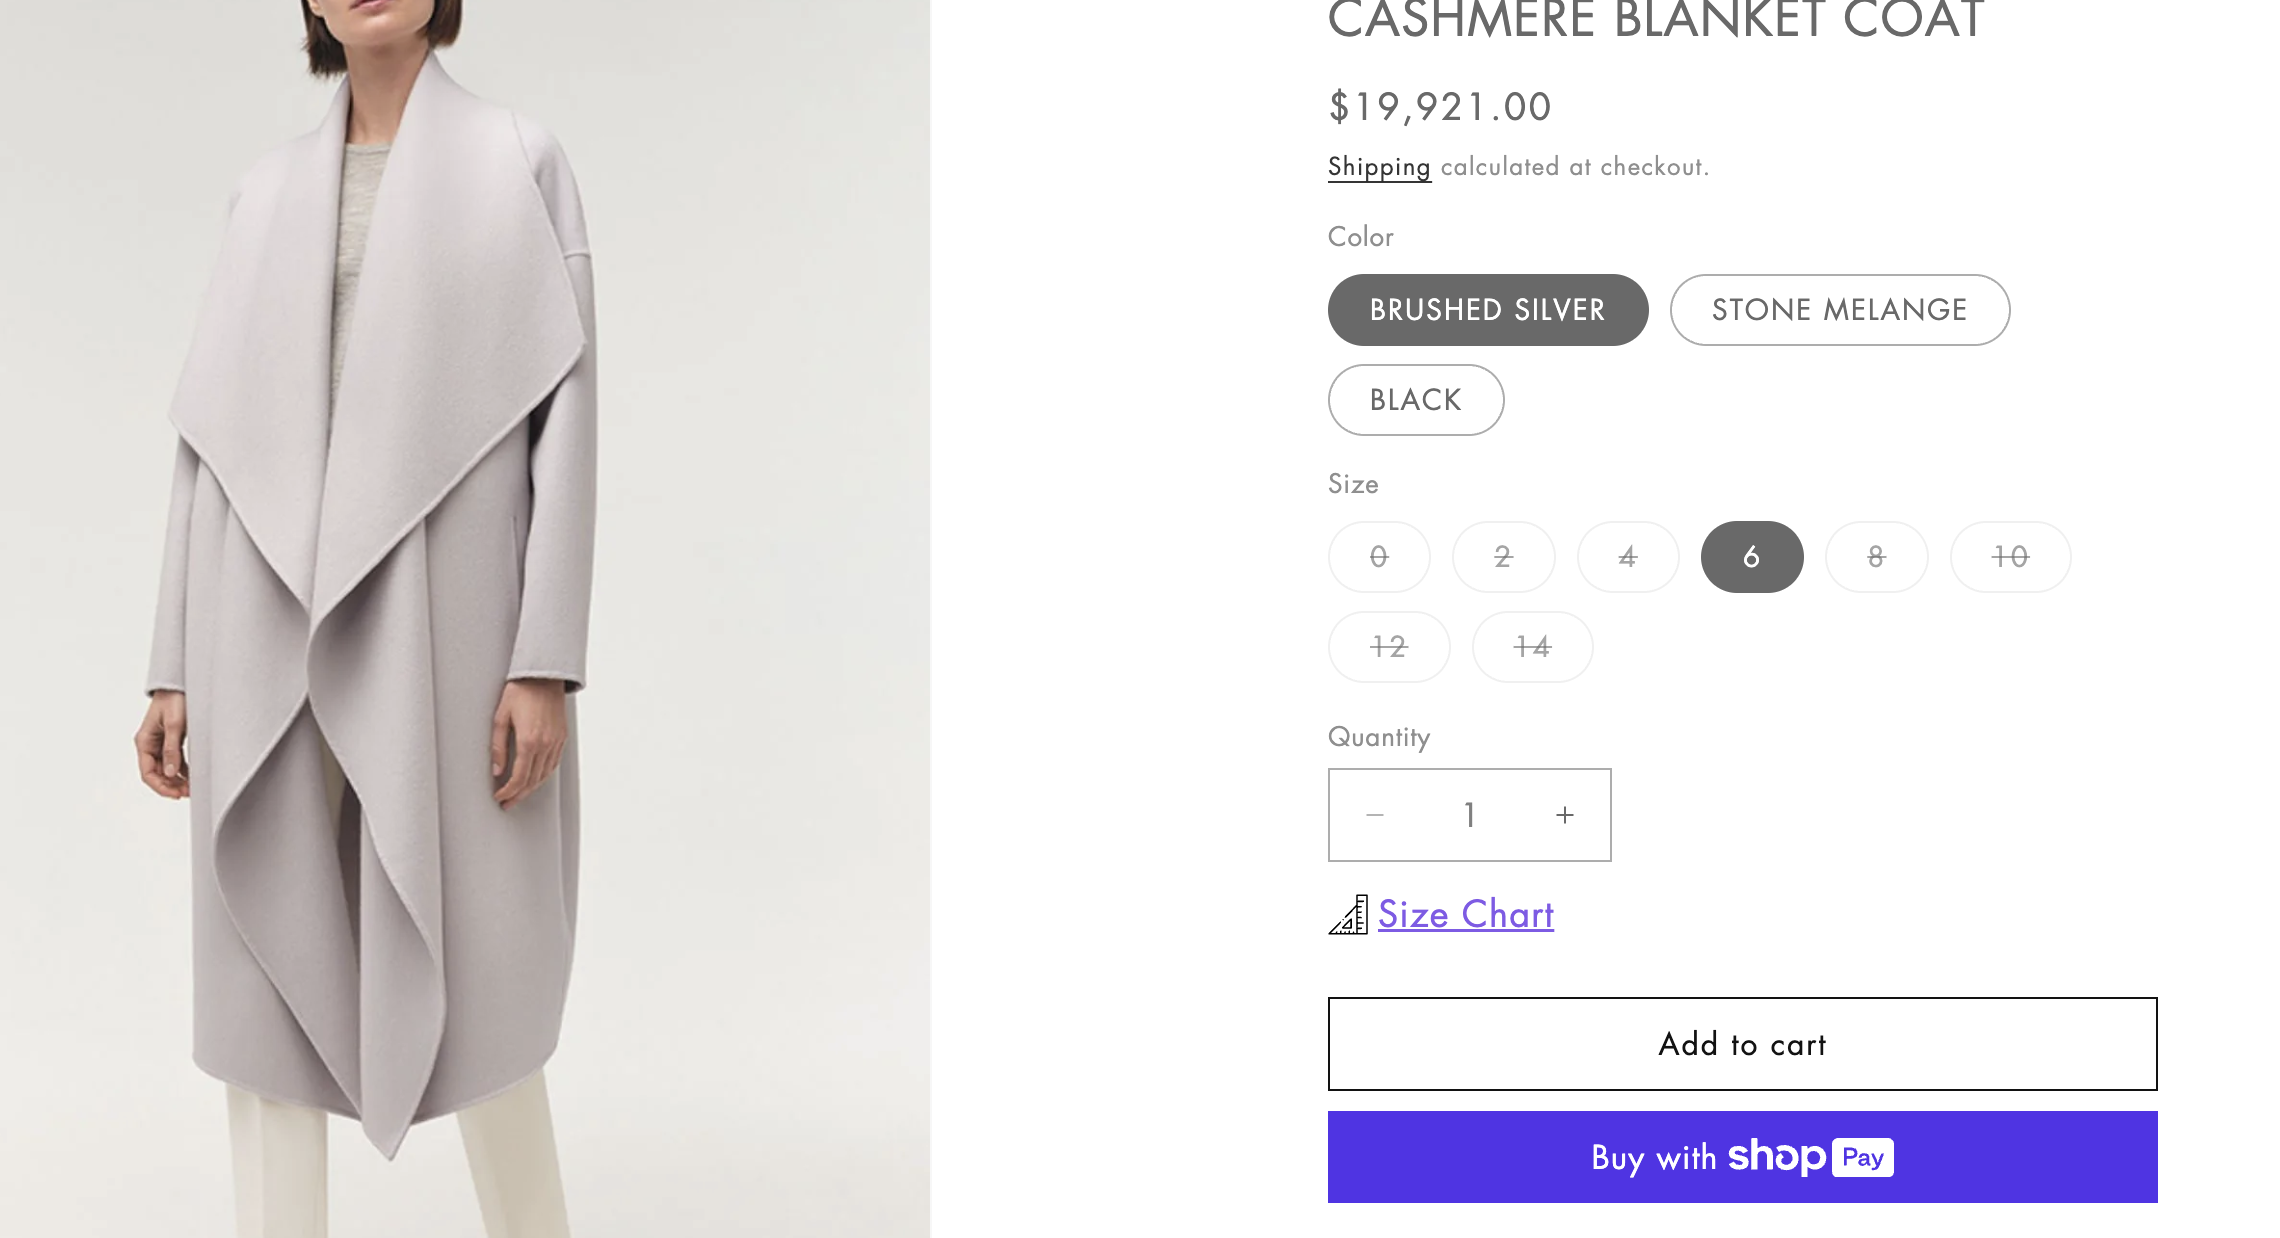 CASHMERE BLANKET COAT
$19,921.00
Shipping calculated at checkout.
Color
BRUSHED SILVER
STONE MELANGE
BLACK
Size
0
2
4
6
8
10
12
14
Quantity
1
Size Chart
Add to cart
Buy with shop Pay